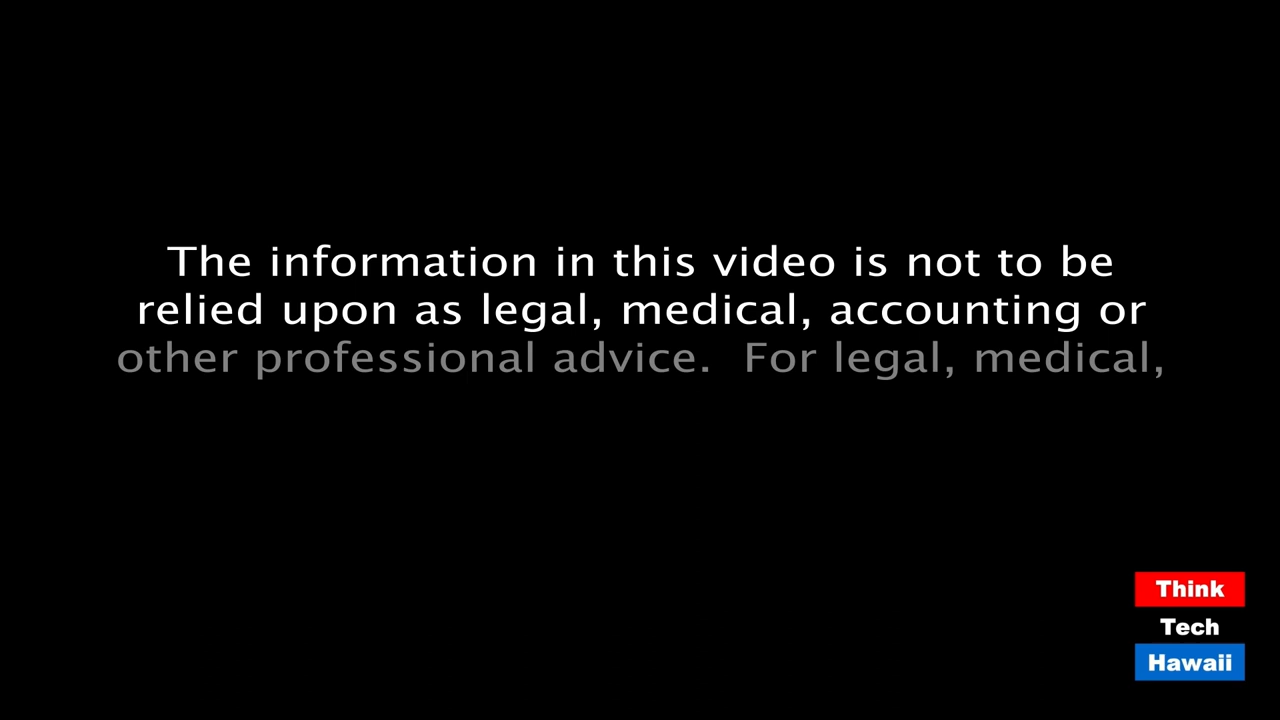 The information in this video is not to be
relied upon as legal, medical, accounting or
other professional advice.  For legal, medical,
Think
Tech
Hawaii